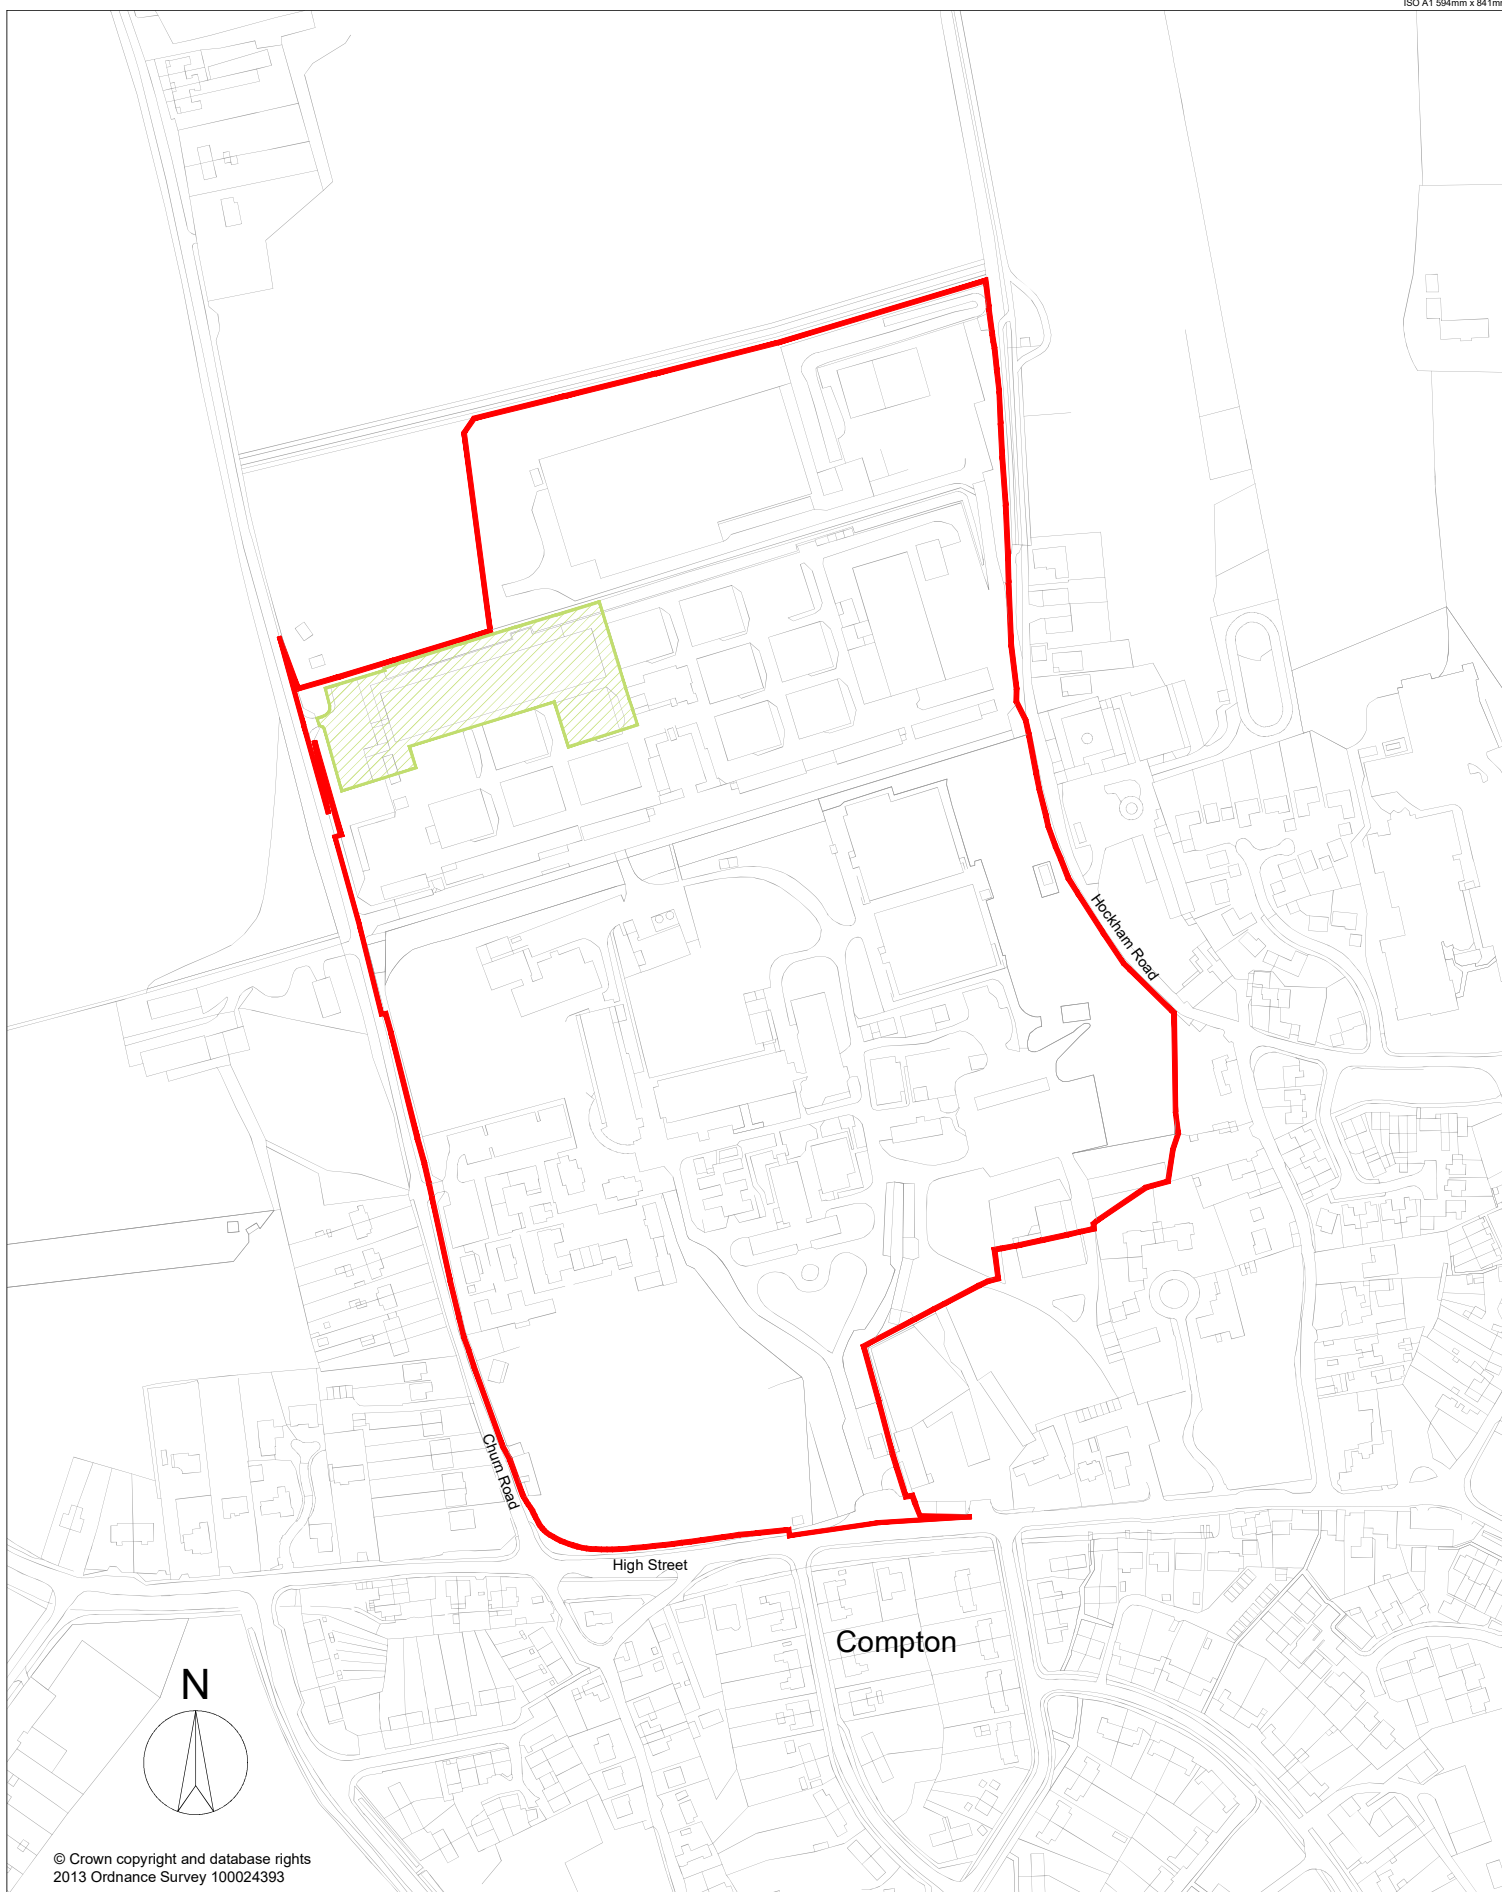 ISO A1 594mm x 841mm
Hockham Road
Churn Road
High Street
Compton
N
© Crown copyright and database rights
2013 Ordnance Survey 100024393